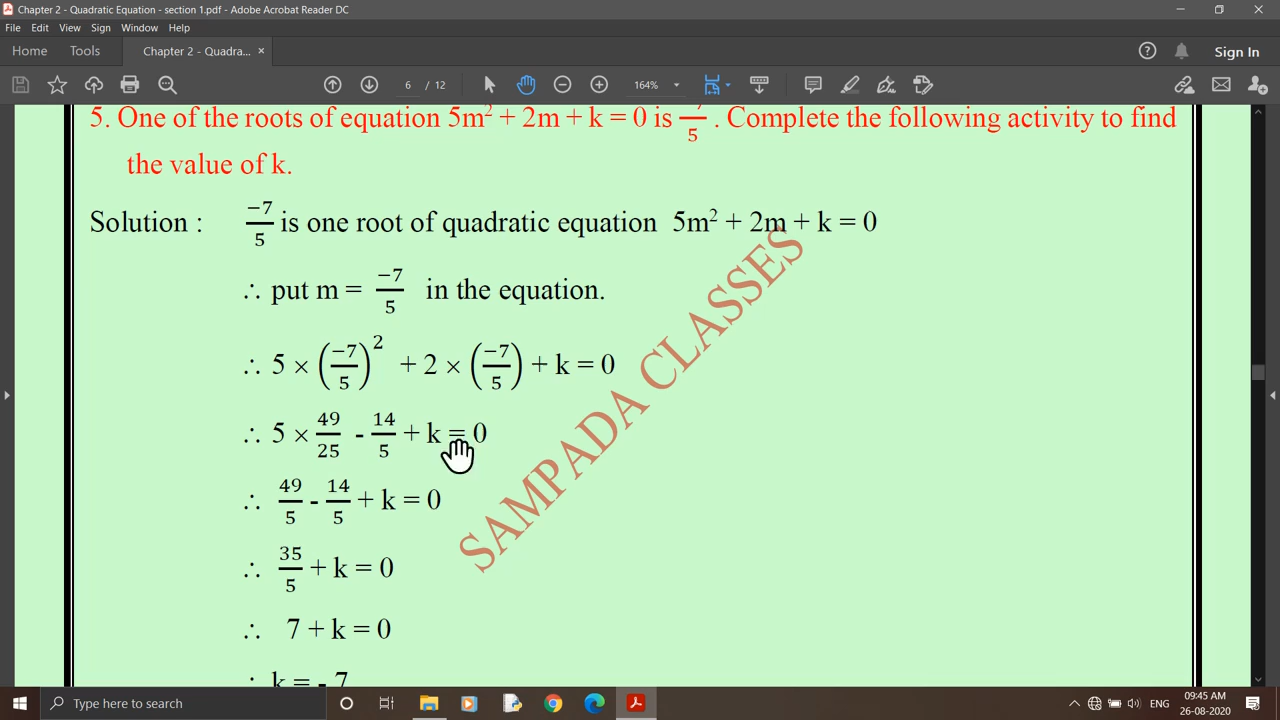 Chapter 2 - Quadratic Equation - section 1.pdf - Adobe Acrobat Reader DC
File Edit View Sign Window Help
Home Tools Chapter 2 - Quadra... × Sign In
6 / 12 164%
5. One of the roots of equation 5m² + 2m + k = 0 is −7/5 . Complete the following activity to find
the value of k.
Solution : −7/5 is one root of quadratic equation 5m² + 2m + k = 0
∴ put m = −7/5 in the equation.
∴ 5 × (−7/5)² + 2 × (−7/5) + k = 0
∴ 5 × 49/25 - 14/5 + k = 0
∴ 49/5 - 14/5 + k = 0
∴ 35/5 + k = 0
∴ 7 + k = 0
∴ k = - 7
SAMPADA CLASSES
Type here to search
ENG
09:45 AM
26-08-2020